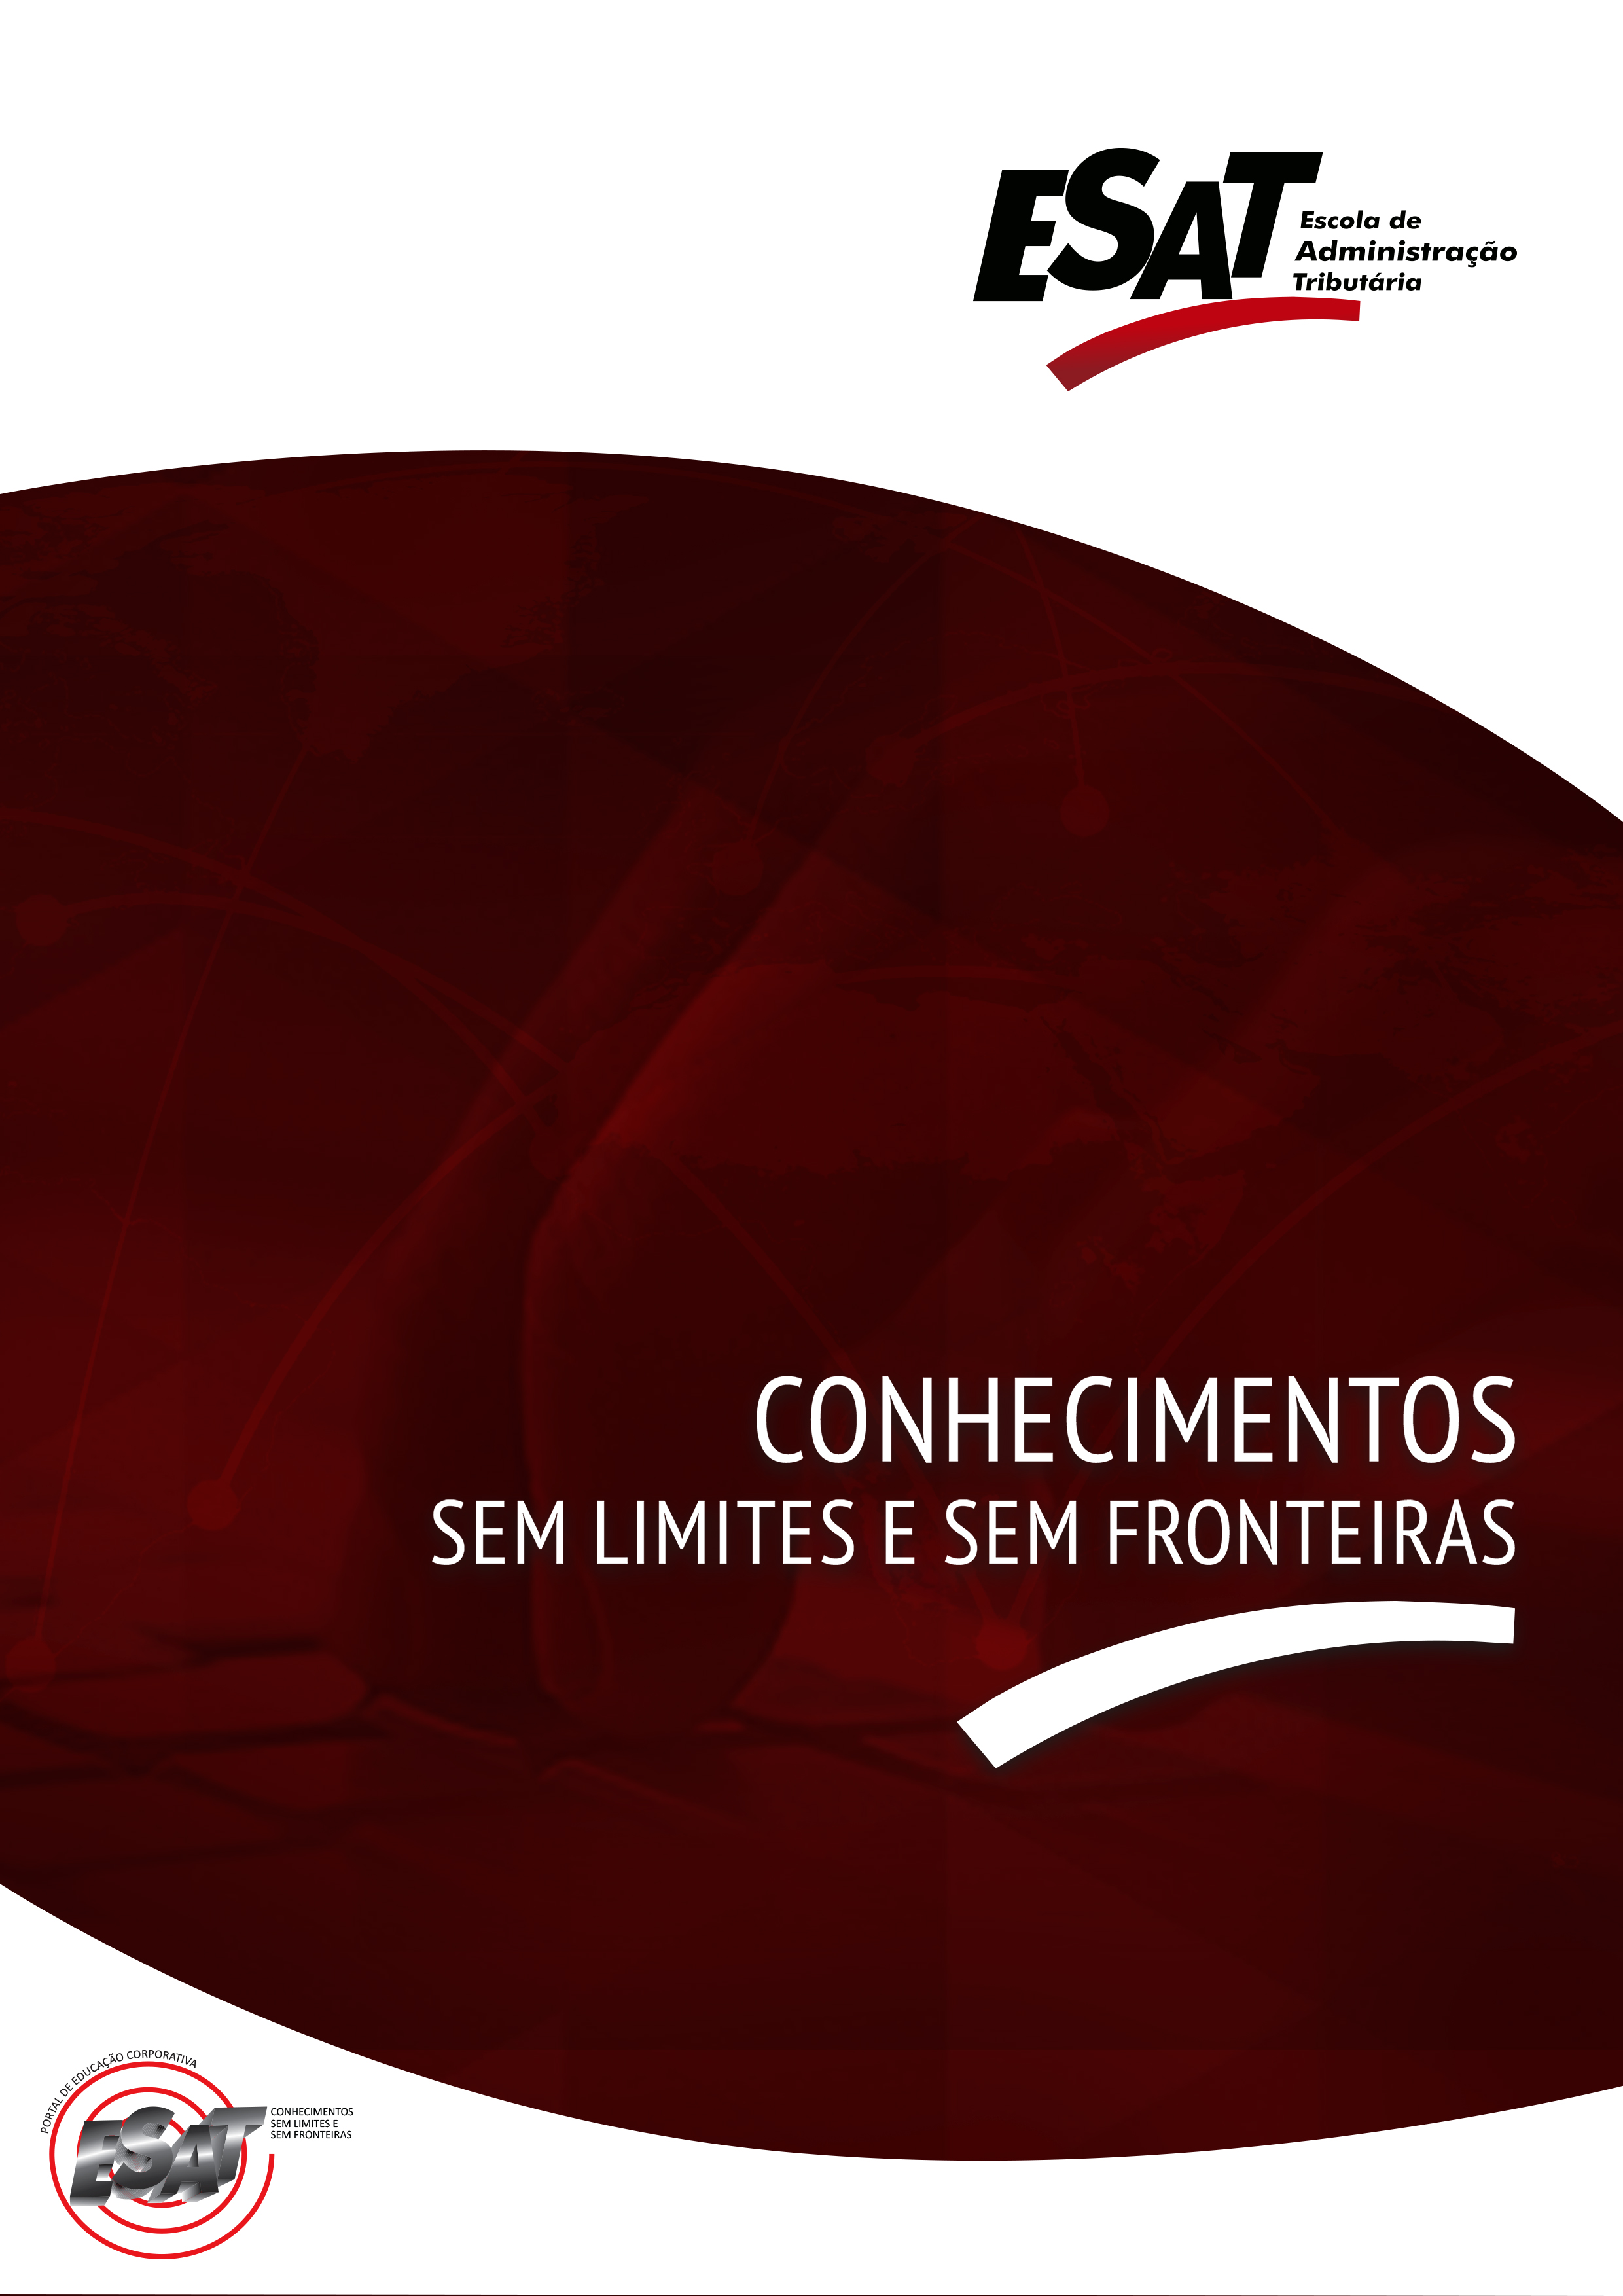 ESAT
Escola de
Administração
Tributária
CONHECIMENTOS
SEM LIMITES E SEM FRONTEIRAS
PORTAL DE EDUCAÇÃO CORPORATIVA
ESAT
CONHECIMENTOS
SEM LIMITES E
SEM FRONTEIRAS